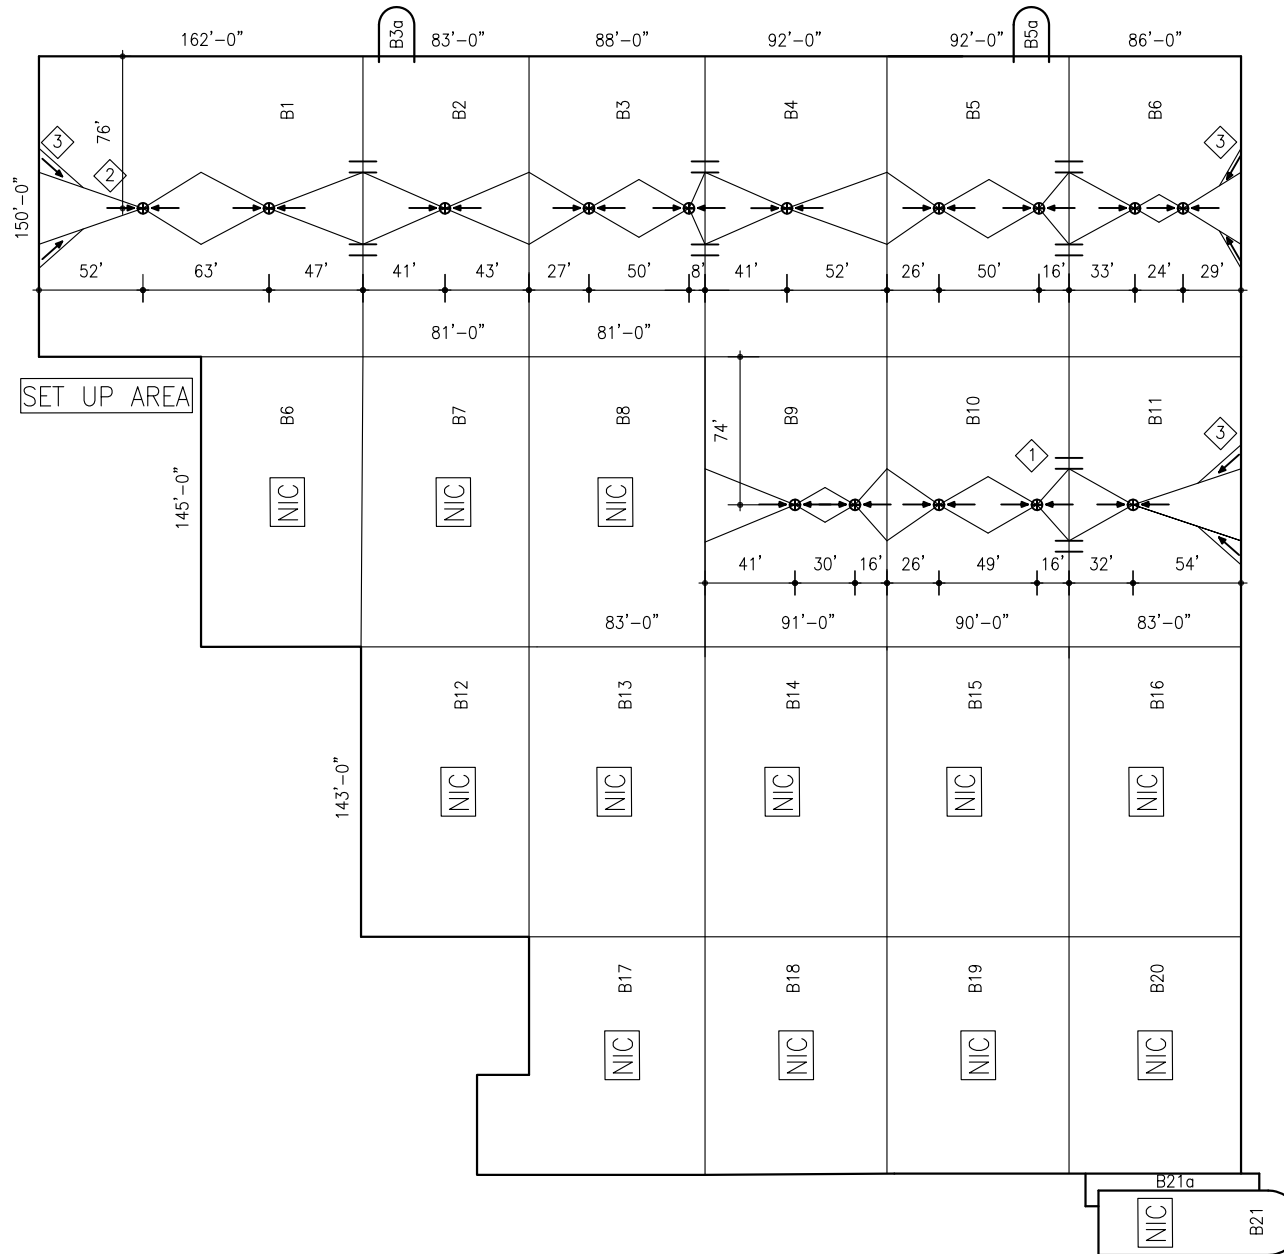 162'-0"
B3a
83'-0"
88'-0"
92'-0"
92'-0"
B5a
86'-0"
B1
B2
B3
B4
B5
B6
76'
3
2
3
150'-0"
52'
63'
47'
41'
43'
27'
50'
8'
41'
52'
26'
50'
16'
33'
24'
29'
81'-0"
81'-0"
SET UP AREA
B6
B7
B8
B9
B10
B11
74'
1
3
145'-0"
NIC
NIC
NIC
41'
30'
16'
26'
49'
16'
32'
54'
83'-0"
91'-0"
90'-0"
83'-0"
B12
B13
B14
B15
B16
143'-0"
NIC
NIC
NIC
NIC
NIC
B17
B18
B19
B20
NIC
NIC
NIC
NIC
B21a
NIC
B21